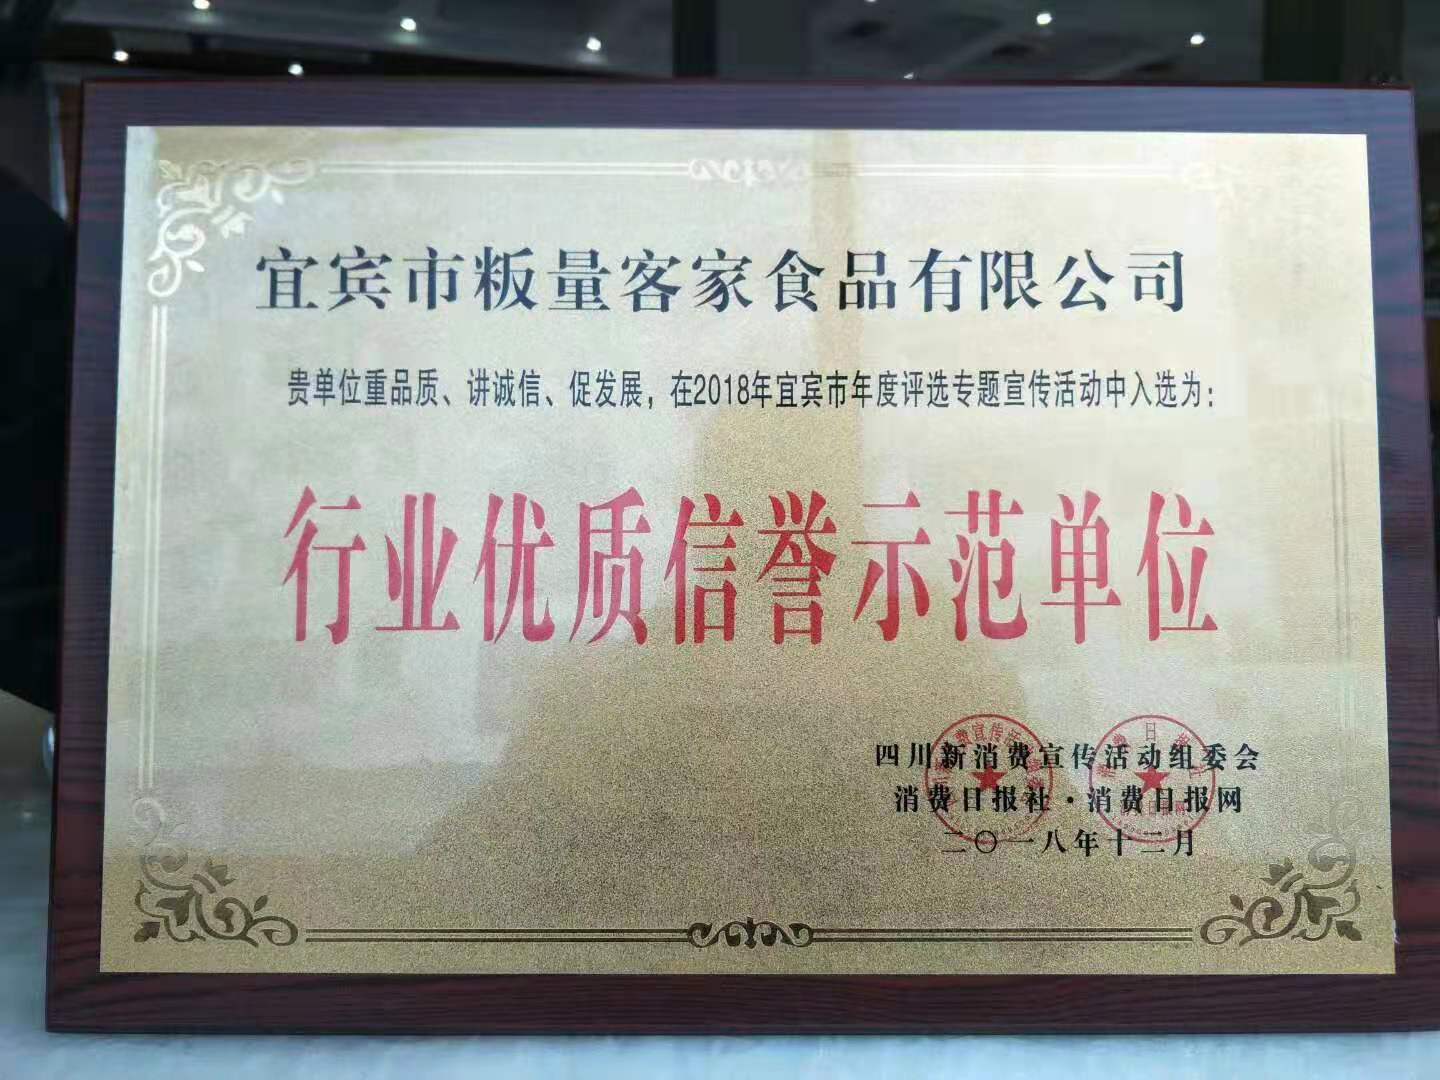 宜宾市粄量客家食品有限公司
贵单位重品质、讲诚信、促发展，在2018年宜宾市年度评选专题宣传活动中入选为：
行业优质信誉示范单位
四川新消费宣传活动组委会
消费日报社·消费日报网
二〇一八年十二月